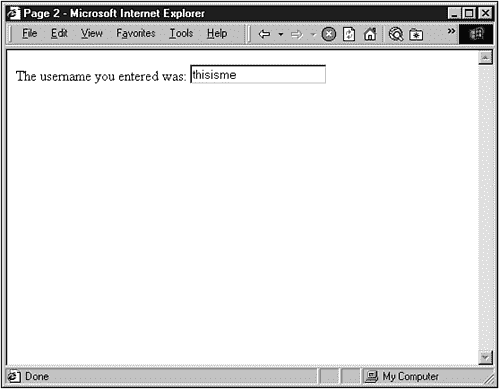 Page 2 - Microsoft Internet Explorer
File Edit View Favorites Tools Help »
The username you entered was: thisisme
Done My Computer